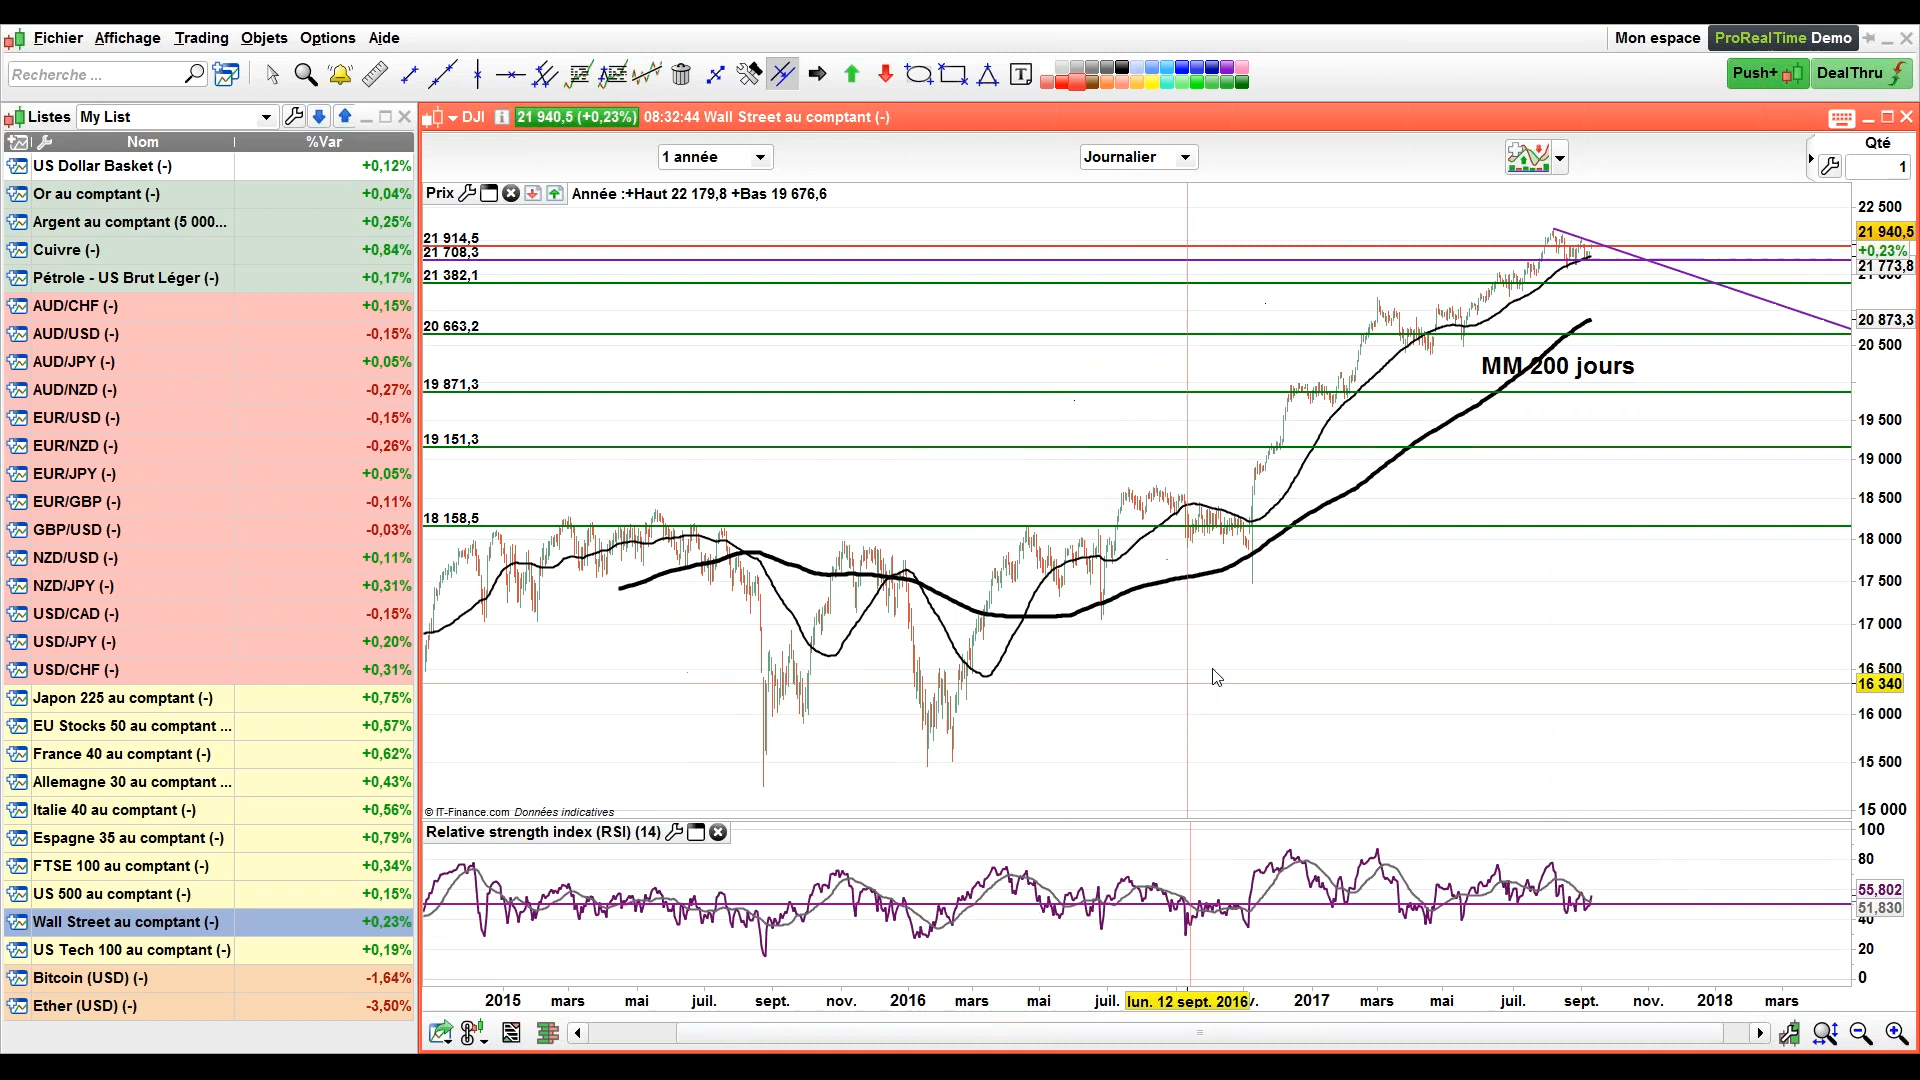 Fichier Affichage Trading Objets Options Aide
Mon espace ProRealTime Demo
Recherche ...
T
Push+ DealThru
Listes My List
DJI 21 940,5 (+0,23%) 08:32:44 Wall Street au comptant (-)
Nom %Var
1 année
Journalier
Qté
1
US Dollar Basket (-) +0,12%
Or au comptant (-) +0,04%
Argent au comptant (5 000... +0,25%
Cuivre (-) +0,84%
Pétrole - US Brut Léger (-) +0,17%
AUD/CHF (-) +0,15%
AUD/USD (-) -0,15%
AUD/JPY (-) +0,05%
AUD/NZD (-) -0,27%
EUR/USD (-) -0,15%
EUR/NZD (-) -0,26%
EUR/JPY (-) +0,05%
EUR/GBP (-) -0,11%
GBP/USD (-) -0,03%
NZD/USD (-) +0,11%
NZD/JPY (-) +0,31%
USD/CAD (-) -0,15%
USD/JPY (-) +0,20%
USD/CHF (-) +0,31%
Japon 225 au comptant (-) +0,75%
EU Stocks 50 au comptant ... +0,57%
France 40 au comptant (-) +0,62%
Allemagne 30 au comptant ... +0,43%
Italie 40 au comptant (-) +0,56%
Espagne 35 au comptant (-) +0,79%
FTSE 100 au comptant (-) +0,34%
US 500 au comptant (-) +0,15%
Wall Street au comptant (-) +0,23%
US Tech 100 au comptant (-) +0,19%
Bitcoin (USD) (-) -1,64%
Ether (USD) (-) -3,50%
Prix Année :+Haut 22 179,8 +Bas 19 676,6
21 914,5
21 708,3
21 382,1
20 663,2
19 871,3
19 151,3
18 158,5
MM 200 jours
22 500
21 940,5
+0,23%
21 773,8
20 873,3
20 500
19 500
19 000
18 500
18 000
17 500
17 000
16 500
16 340
16 000
15 500
15 000
© IT-Finance.com Données indicatives
Relative strength index (RSI) (14)
100
80
55,802
51,830
40
20
0
2015 mars mai juil. sept. nov. 2016 mars mai juil. lun. 12 sept. 2016 v. 2017 mars mai juil. sept. nov. 2018 mars